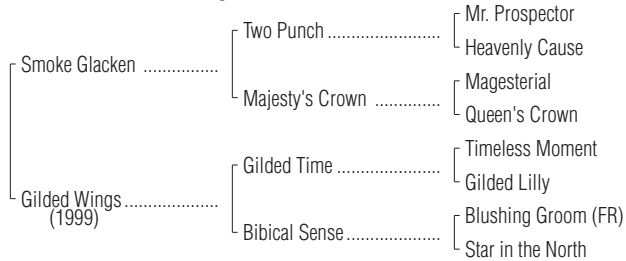 Mr. Prospector
Two Punch .....................
Heavenly Cause
Smoke Glacken ................
Magesterial
Majesty's Crown ..............
Queen's Crown
Timeless Moment
Gilded Time ...................
Gilded Lilly
Gilded Wings...................
(1999)
Blushing Groom (FR)
Bibical Sense..................
Star in the North